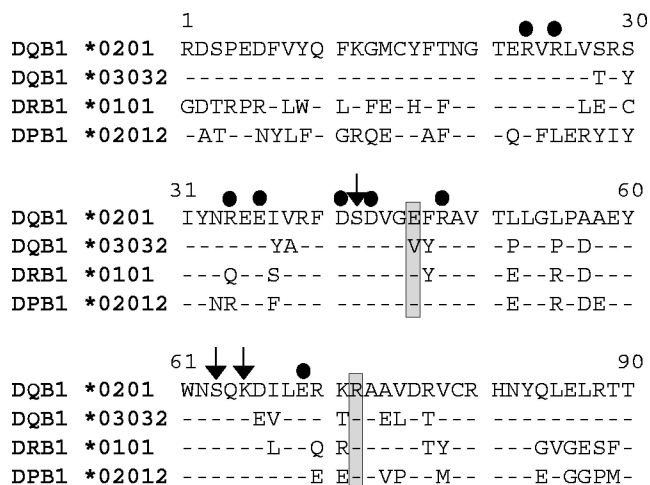 1 30
DQB1 *0201 RDSPEDFVYQ FKGMCYFTNG TERVRLVSRS
DQB1 *03032 ---------- ---------- -------T-Y
DRB1 *0101 GDTRPR-LW- L-FE-H-F-- ------LE-C
DPB1 *02012 -AT--NYLF- GRQE--AF-- Q-FLERYIY
31 60
DQB1 *0201 IYNREEIVRF DSDVGEFRAV TLLGLPAAEY
DQB1 *03032 ------YA-- -----VY--- -P--P-D---
DRB1 *0101 ---Q--S--- ------Y--- -E--R-D---
DPB1 *02012 --NR--F--- ---------- -E--R-DE--
61 90
DQB1 *0201 WNSQKDILER KRAAVDRVCR HNYQLELRTT
DQB1 *03032 -----EV--- T--EL-T--- ----------
DRB1 *0101 ------L--Q R-----TY-- ---GVGESF-
DPB1 *02012 ---------E E--VP--M-- ---E-GGPM-